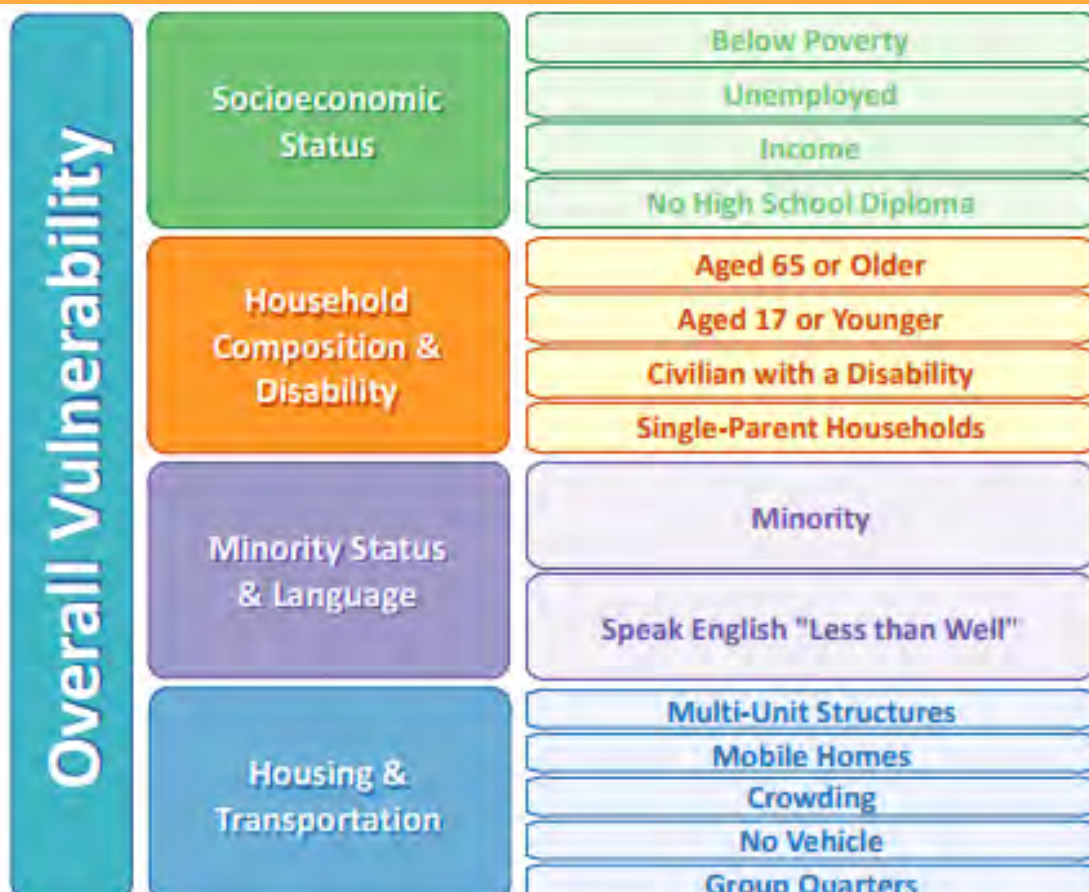 Overall Vulnerability
Socioeconomic
Status
Below Poverty
Unemployed
Income
No High School Diploma
Household
Composition &
Disability
Aged 65 or Older
Aged 17 or Younger
Civilian with a Disability
Single-Parent Households
Minority Status
& Language
Minority
Speak English "Less than Well"
Housing &
Transportation
Multi-Unit Structures
Mobile Homes
Crowding
No Vehicle
Group Quarters